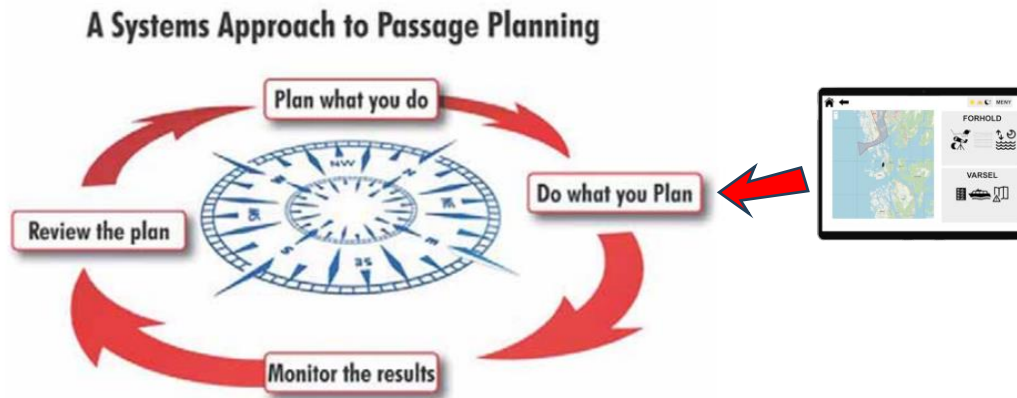 A Systems Approach to Passage Planning
Plan what you do
Do what you Plan
Review the plan
Monitor the results
NW
N
E
SE
S
MENY
FORHOLD
VARSEL